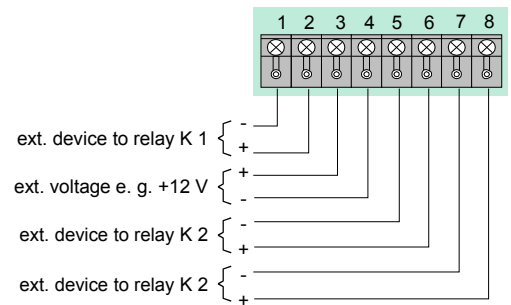 1 2 3 4 5 6 7 8
-
ext. device to relay K 1
+
+
ext. voltage e. g. +12 V
-
-
ext. device to relay K 2
+
-
ext. device to relay K 2
+